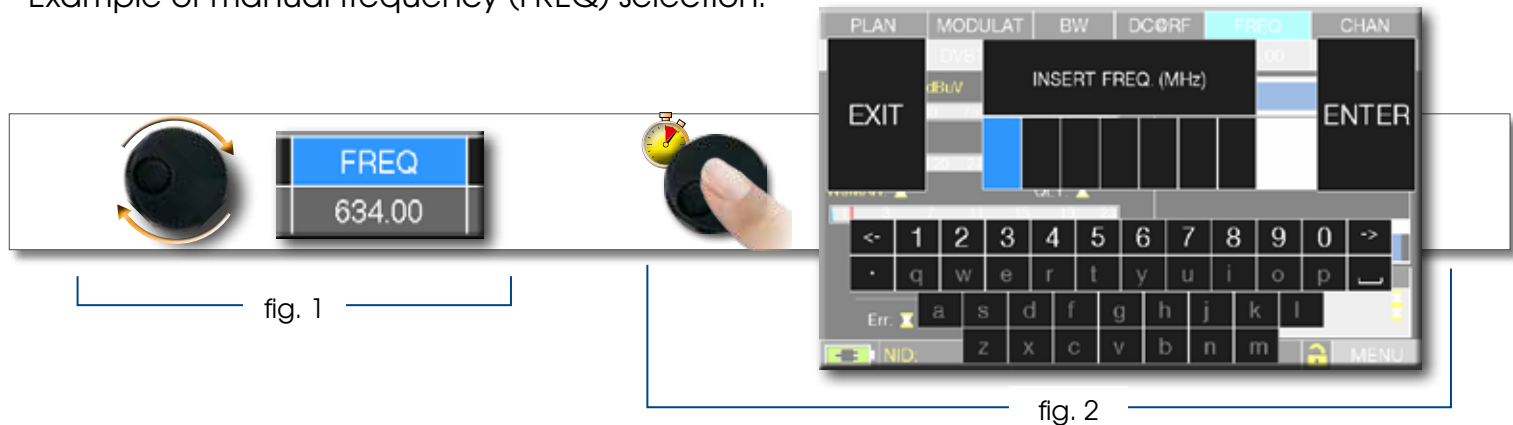 Example of manual frequency (FREQ) selection:
PLAN MODULAT BW DC@RF FREQ CHAN
INSERT FREQ. (MHz)
dBuV
EXIT
ENTER
FREQ
634.00
<- 1 2 3 4 5 6 7 8 9 0 ->
. q w e r t y u i o p
a s d f g h j k l
Err:
z x c v b n m
NID:
MENU
fig. 1
fig. 2